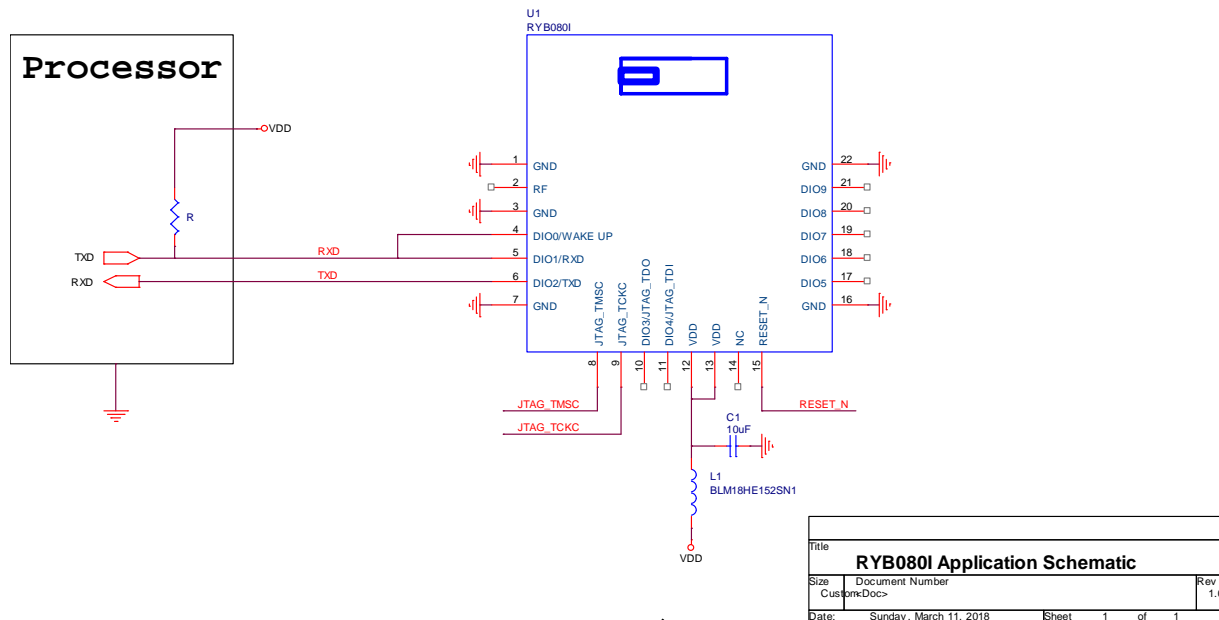 U1
RYB080I
Processor
VDD
R
TXD
RXD
RXD
TXD
1 GND
2 RF
3 GND
4 DIO0/WAKE UP
5 DIO1/RXD
6 DIO2/TXD
7 GND
GND 22
DIO9 21
DIO8 20
DIO7 19
DIO6 18
DIO5 17
GND 16
JTAG_TMSC
JTAG_TCKC
DIO3/JTAG_TDO
DIO4/JTAG_TDI
VDD
VDD
NC
RESET_N
8
9
10
11
12
13
14
15
JTAG_TMSC
JTAG_TCKC
RESET_N
C1
10uF
L1
BLM18HE152SN1
VDD
Title
RYB080I Application Schematic
Size
Document Number
Rev
Custom
<Doc>
Date:
Sunday, March 11, 2018
Sheet 1 of 1